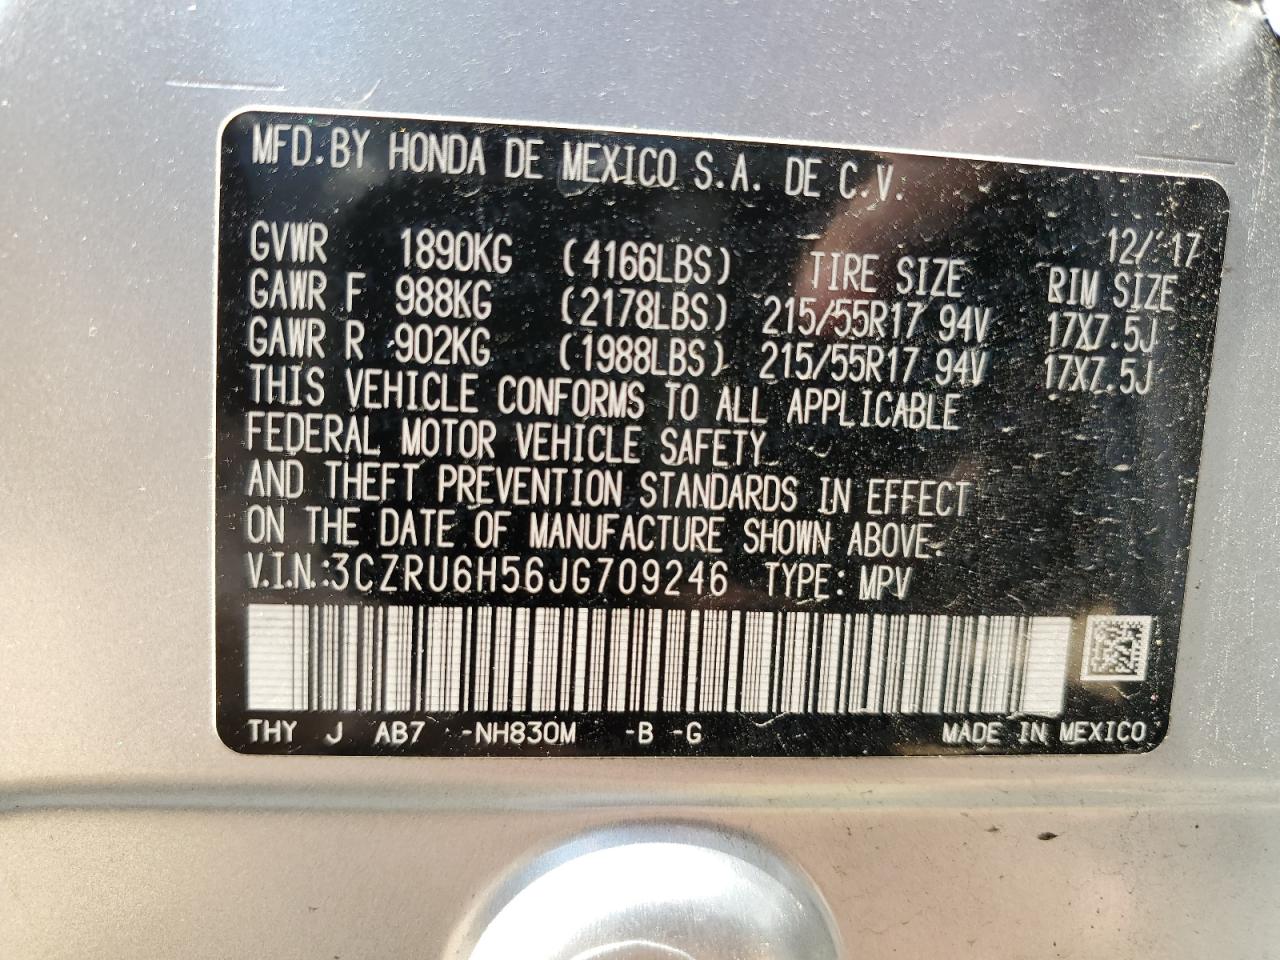 MFD.BY HONDA DE MEXICO S.A. DE C.V.
12/'17
GVWR 1890KG (4166LBS) TIRE SIZE RIM SIZE
GAWR F 988KG (2178LBS) 215/55R17 94V 17X7.5J
GAWR R 902KG (1988LBS) 215/55R17 94V 17X7.5J
THIS VEHICLE CONFORMS TO ALL APPLICABLE
FEDERAL MOTOR VEHICLE SAFETY
AND THEFT PREVENTION STANDARDS IN EFFECT
ON THE DATE OF MANUFACTURE SHOWN ABOVE.
V.I.N.:3CZRU6H56JG709246 TYPE: MPV
THY J AB7 -NH830M -B -G MADE IN MEXICO